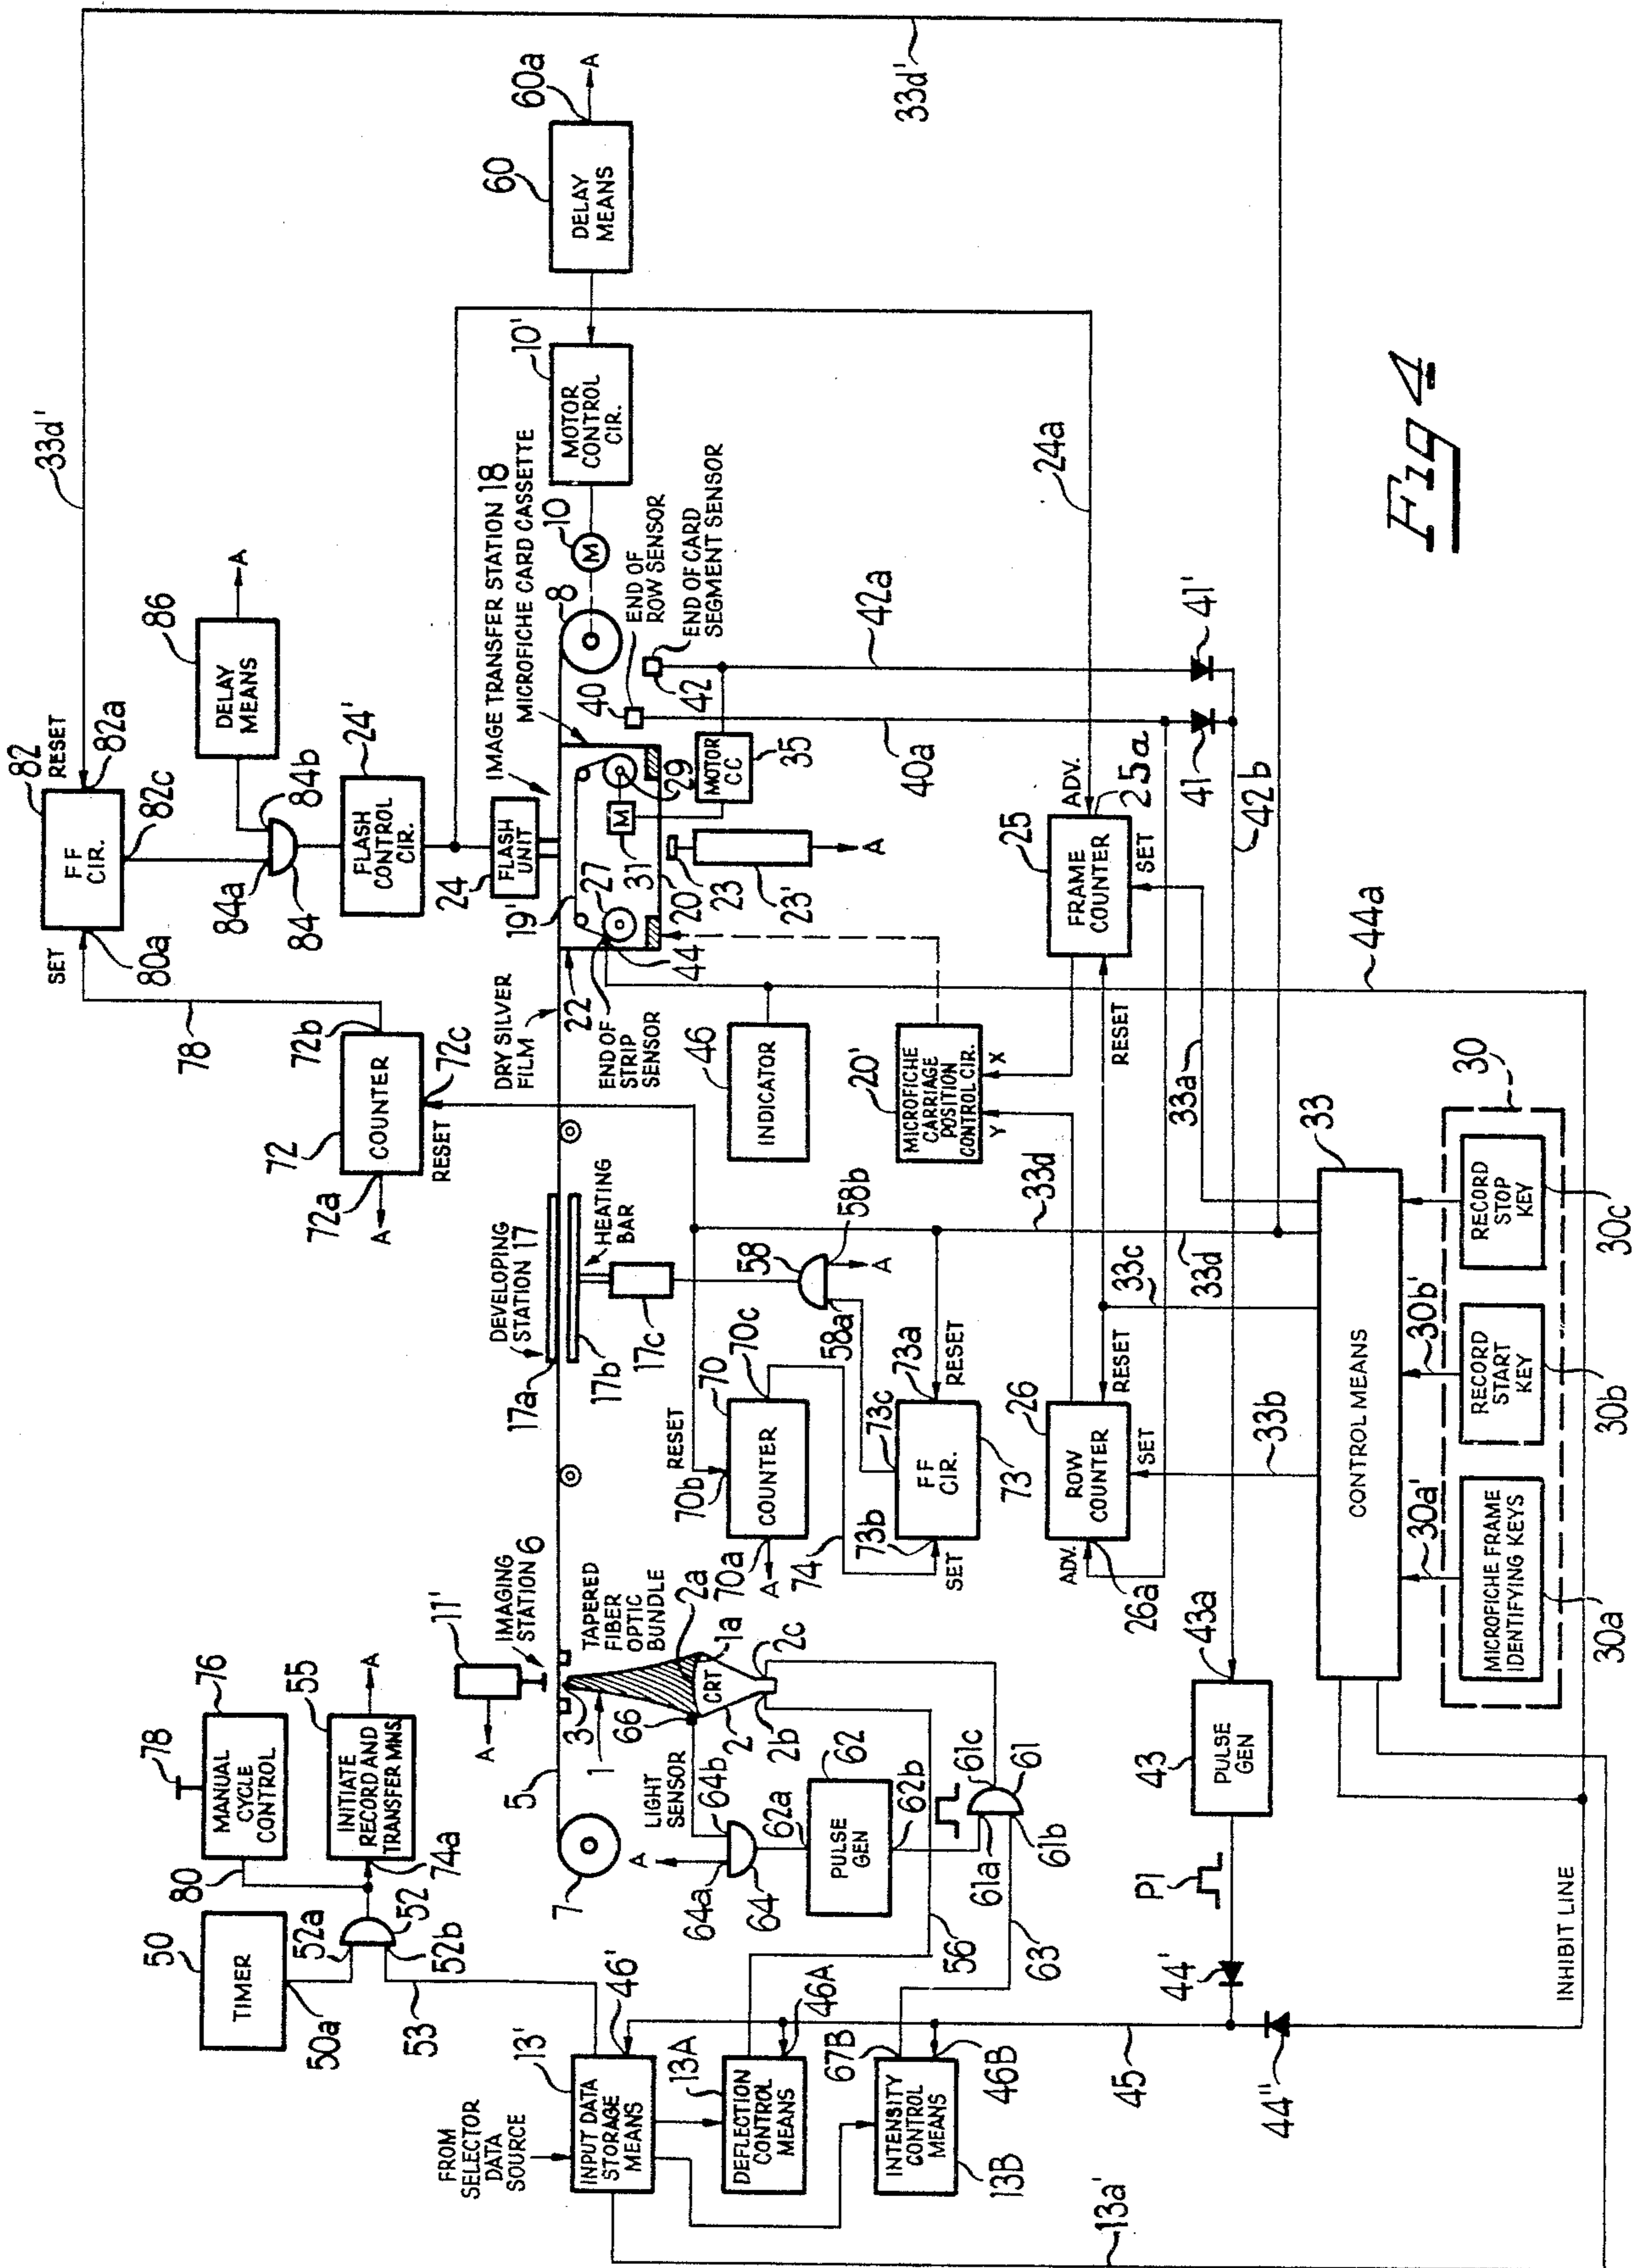 33d'
33d'
82
RESET
FF
CIR.
82a
82c
SET
80a
86
DELAY
MEANS
A
84a
84b
84
24'
FLASH
CONTROL
CIR.
78
72b
72
COUNTER
72a
A
72c
RESET
60
DELAY
MEANS
60a
A
10'
MOTOR
CONTROL
CIR.
10
M
8
IMAGE TRANSFER STATION 18
MICROFICHE CARD CASSETTE
24
FLASH
UNIT
END OF
ROW SENSOR
END OF CARD
SEGMENT SENSOR
40
42
35
MOTOR
CC
29
M
31
27
19'
20
23
23'
A
44
22
DRY SILVER
FILM
END OF
STRIP
SENSOR
42a
40a
24a
41'
41
42b
46
INDICATOR
20'
MICROFICHE
CARRIAGE
POSITION
CONTROL CIR.
Y
X
25
FRAME
COUNTER
ADV.
25a
SET
RESET
44a
33a
DEVELOPING
STATION 17
17a
17b
HEATING
BAR
17c
58
58b
58a
A
33d
33c
33d
70
COUNTER
70a
A
70b
RESET
70c
74
FF
CIR.
73
73a
RESET
73b
SET
73c
26
ROW
COUNTER
ADV.
26a
RESET
SET
33b
33
CONTROL MEANS
30
RECORD
STOP
KEY
30c
RECORD
START
KEY
30b
30b'
MICROFICHE FRAME
IDENTIFYING KEYS
30a
30a'
11'
A
IMAGING
STATION 6
TAPERED
FIBER
OPTIC
BUNDLE
2a
1a
CRT
2c
2b
2
3
1
66
5
7
LIGHT
SENSOR
64b
64a
64
A
62a
62
PULSE
GEN
62b
61c
61
61a
61b
56
63
78
76
MANUAL
CYCLE
CONTROL
80
55
INITIATE
RECORD AND
TRANSFER MNS.
A
74a
50
TIMER
50a
52a
52
52b
53
46'
13'
INPUT DATA
STORAGE
MEANS
FROM
SELECTOR
DATA
SOURCE
13A
DEFLECTION
CONTROL
MEANS
46A
67B
INTENSITY
CONTROL
MEANS
46B
13B
13a'
45
44'
44"
P1
43
PULSE
GEN
43a
INHIBIT LINE
Fig 4